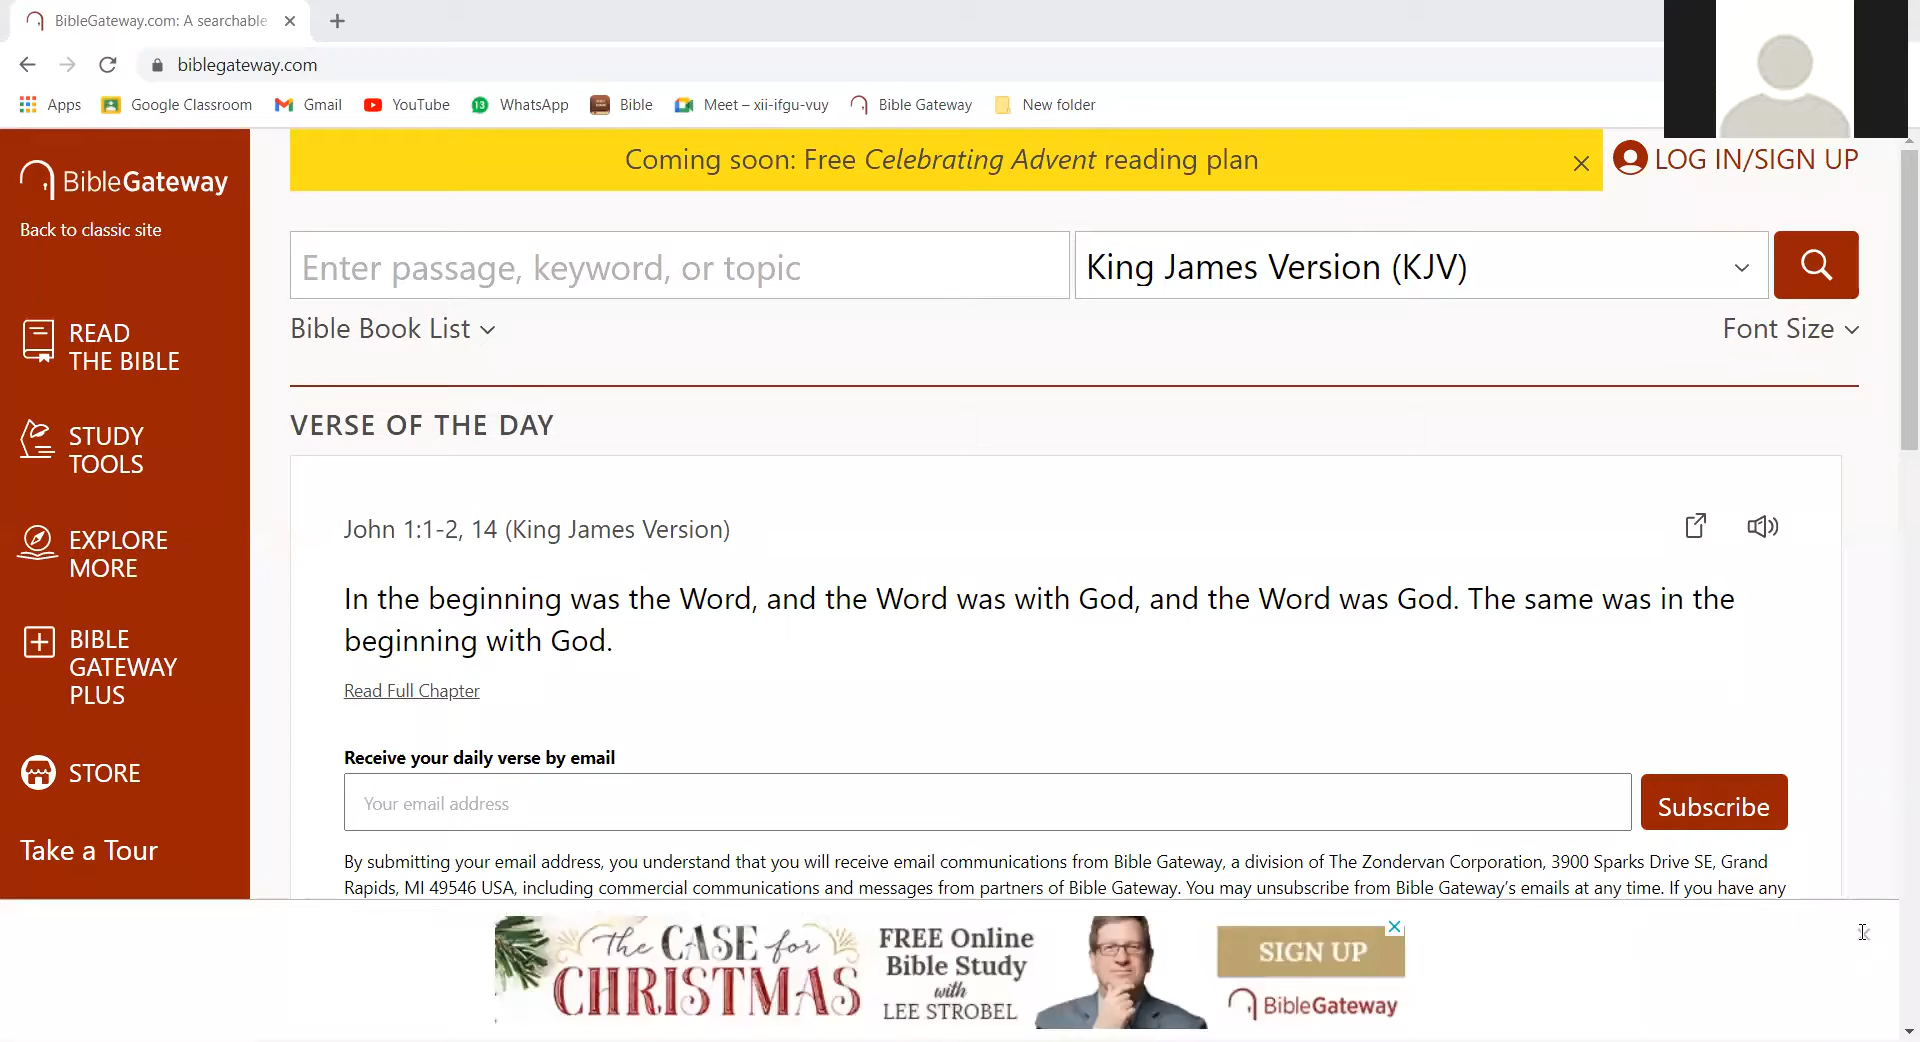 BibleGateway.com: A searchable
biblegateway.com
Apps
Google Classroom
Gmail
YouTube
13
WhatsApp
Bible
Meet – xii-ifgu-vuy
Bible Gateway
New folder
BibleGateway
Back to classic site
READ
THE BIBLE
STUDY
TOOLS
EXPLORE
MORE
BIBLE
GATEWAY
PLUS
STORE
Take a Tour
Coming soon: Free Celebrating Advent reading plan
LOG IN/SIGN UP
Enter passage, keyword, or topic
King James Version (KJV)
Bible Book List
Font Size
VERSE OF THE DAY
John 1:1-2, 14 (King James Version)
In the beginning was the Word, and the Word was with God, and the Word was God. The same was in the
beginning with God.
Read Full Chapter
Receive your daily verse by email
Your email address
Subscribe
By submitting your email address, you understand that you will receive email communications from Bible Gateway, a division of The Zondervan Corporation, 3900 Sparks Drive SE, Grand
Rapids, MI 49546 USA, including commercial communications and messages from partners of Bible Gateway. You may unsubscribe from Bible Gateway’s emails at any time. If you have any
the CASE for
CHRISTMAS
FREE Online
Bible Study
with
LEE STROBEL
SIGN UP
BibleGateway